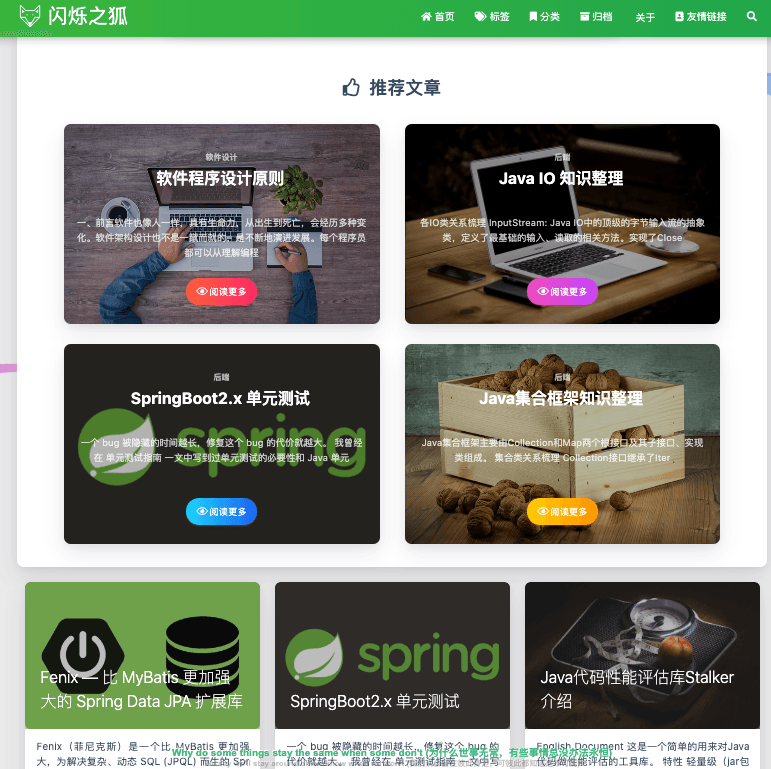 闪烁之狐
首页
标签
分类
归档
关于
友情链接
推荐文章
软件设计
软件程序设计原则
一、前言软件也像人一样，具有生命力，从出生到死亡，会经历多种变
化。软件架构设计也不是一蹴而就的，是不断地演进发展。每个程序员
都可以从理解编程
阅读更多
后端
Java IO 知识整理
各IO类关系梳理 InputStream: Java IO中的顶级的字节输入流的抽象
类，定义了最基础的输入、读取的相关方法。实现了Close
阅读更多
后端
SpringBoot2.x 单元测试
一个 bug 被隐藏的时间越长，修复这个 bug 的代价就越大。 我曾经
在 单元测试指南 一文中写到过单元测试的必要性和 Java 单元
spring
阅读更多
后端
Java集合框架知识整理
Java集合框架主要由Collection和Map两个根接口及其子接口、实现
类组成。 集合类关系梳理 Collection接口继承了Iter
阅读更多
Fenix — 比 MyBatis 更加强
大的 Spring Data JPA 扩展库
spring
SpringBoot2.x 单元测试
Java代码性能评估库Stalker
介绍
Fenix（菲尼克斯）是一个比 MyBatis 更加强
大，为解决复杂、动态 SQL (JPQL) 而生的 Spri
一个 bug 被隐藏的时间越长，修复这个 bug 的
代价就越大。 我曾经在 单元测试指南 一文中写
English Document 这是一个简单的用来对Java
代码做性能评估的工具库。 特性 轻量级（jar包
Why do some things stay the same when some don't (为什么世事无常，有些事情总没办法永恒)